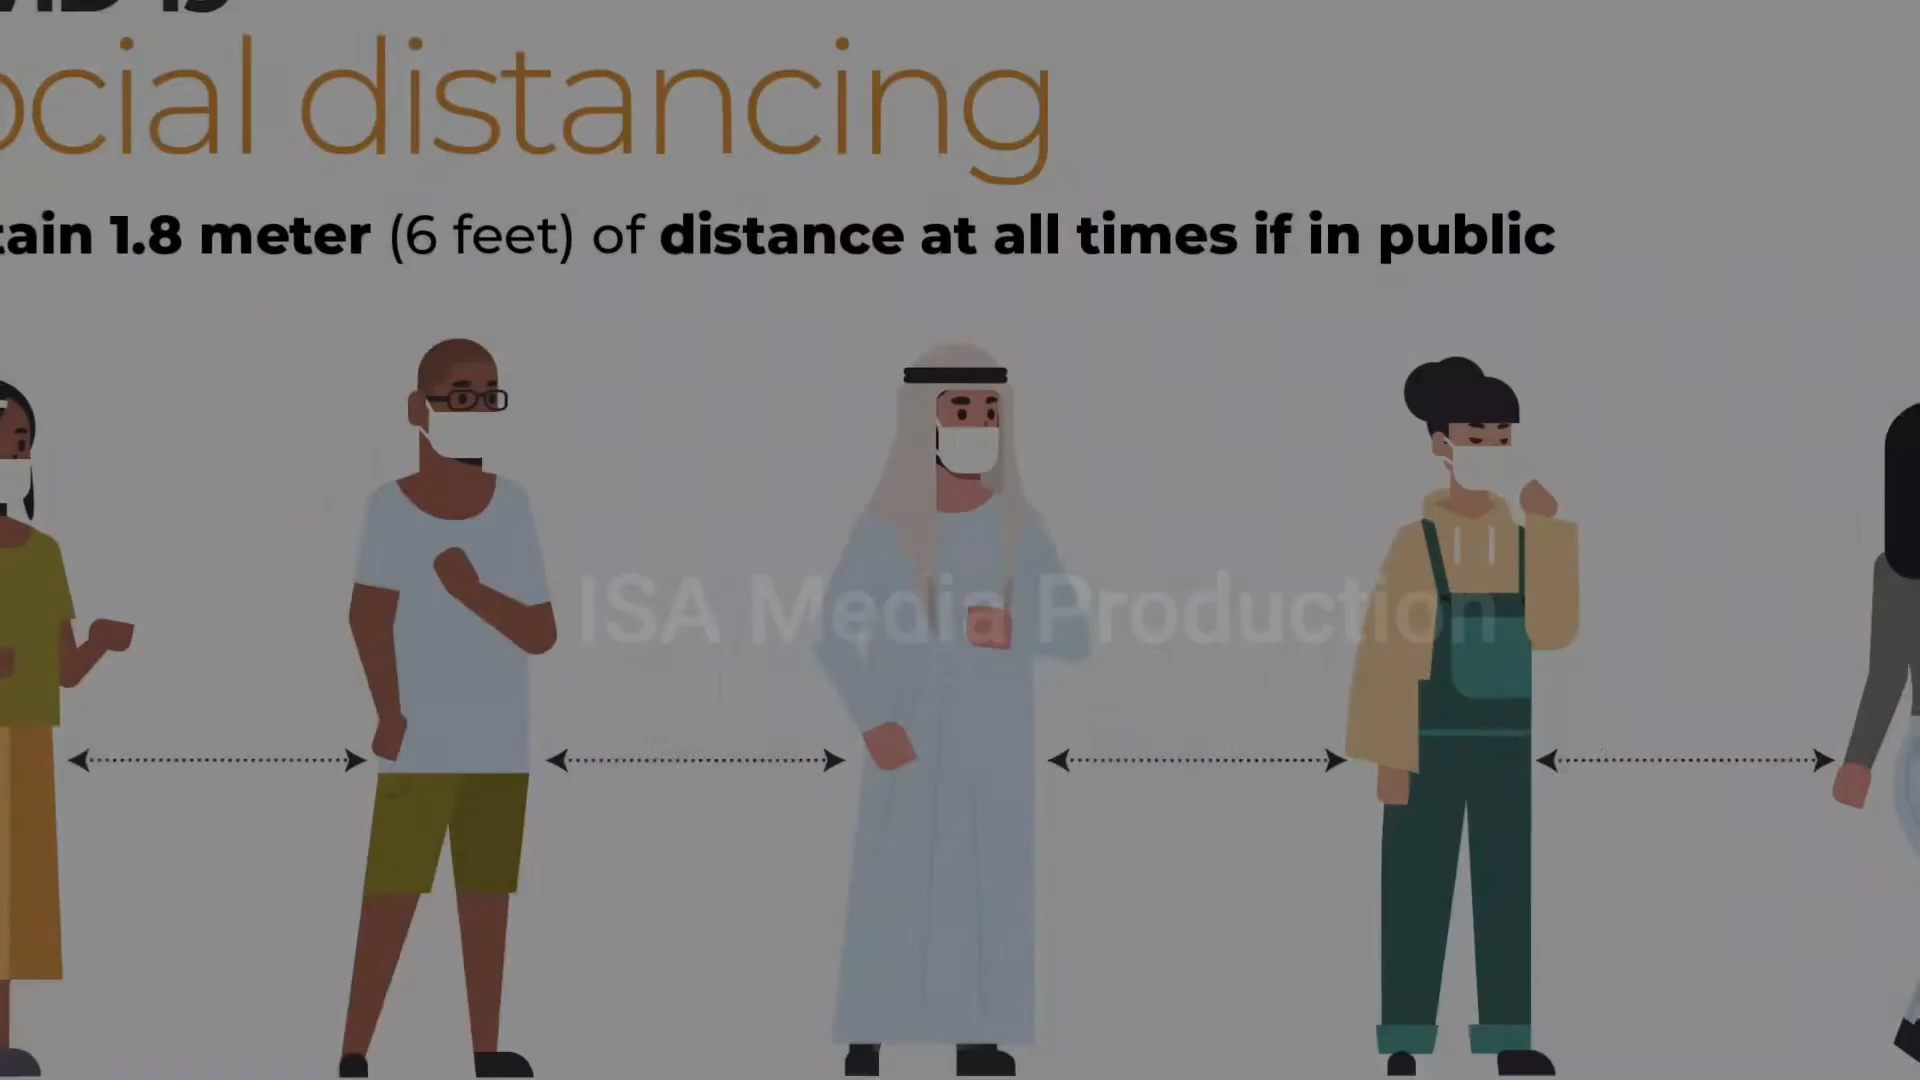 ocial distancing
tain 1.8 meter (6 feet) of distance at all times if in public
ISA Media Production